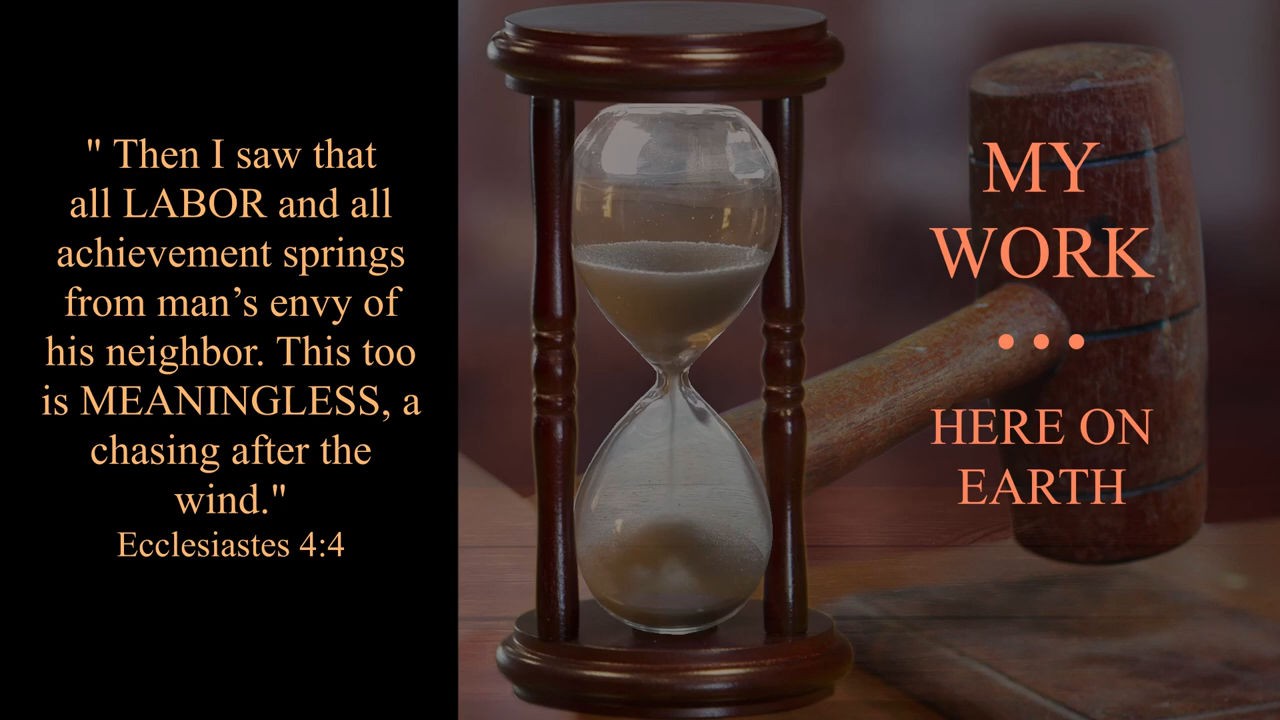 " Then I saw that
all LABOR and all
achievement springs
from man’s envy of
his neighbor. This too
is MEANINGLESS, a
chasing after the
wind."
Ecclesiastes 4:4
MY
WORK
• • •
HERE ON
EARTH